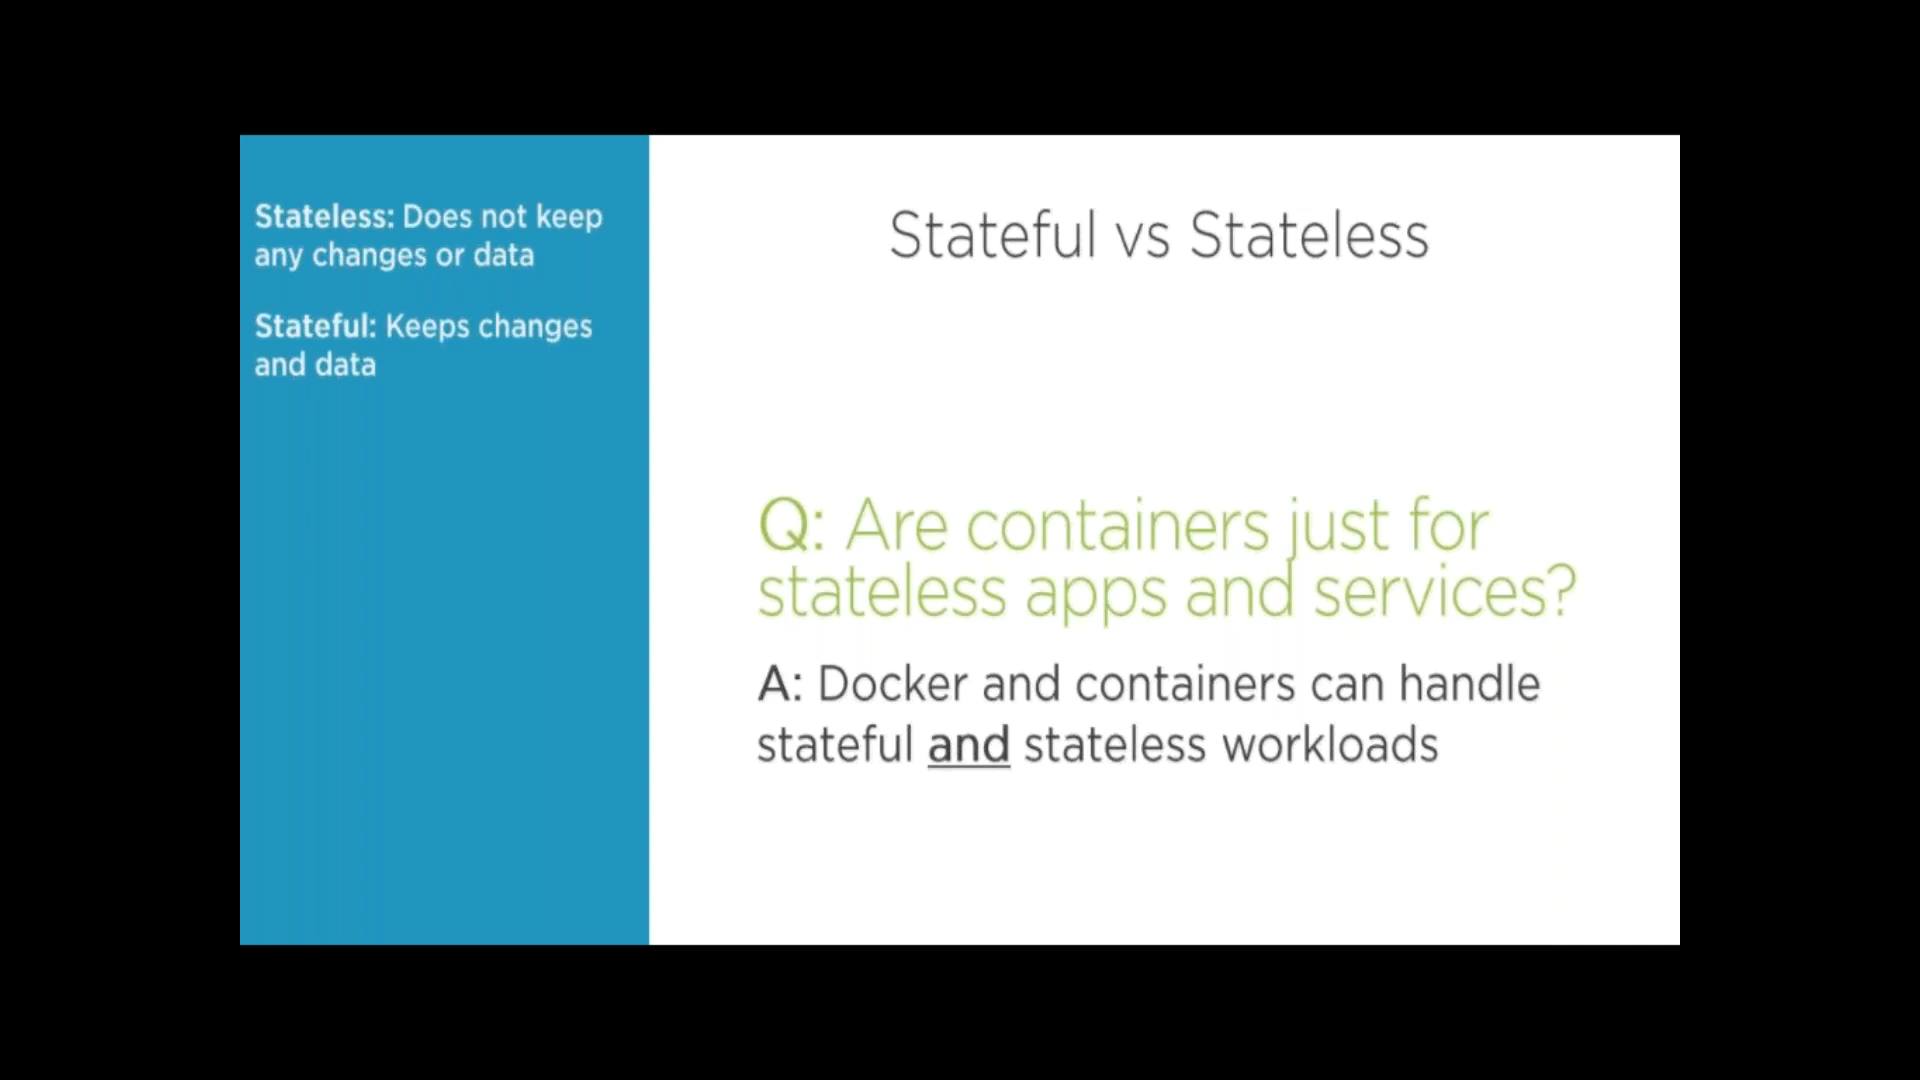 Stateless: Does not keep
any changes or data
Stateful: Keeps changes
and data
Stateful vs Stateless
Q: Are containers just for
stateless apps and services?
A: Docker and containers can handle
stateful and stateless workloads